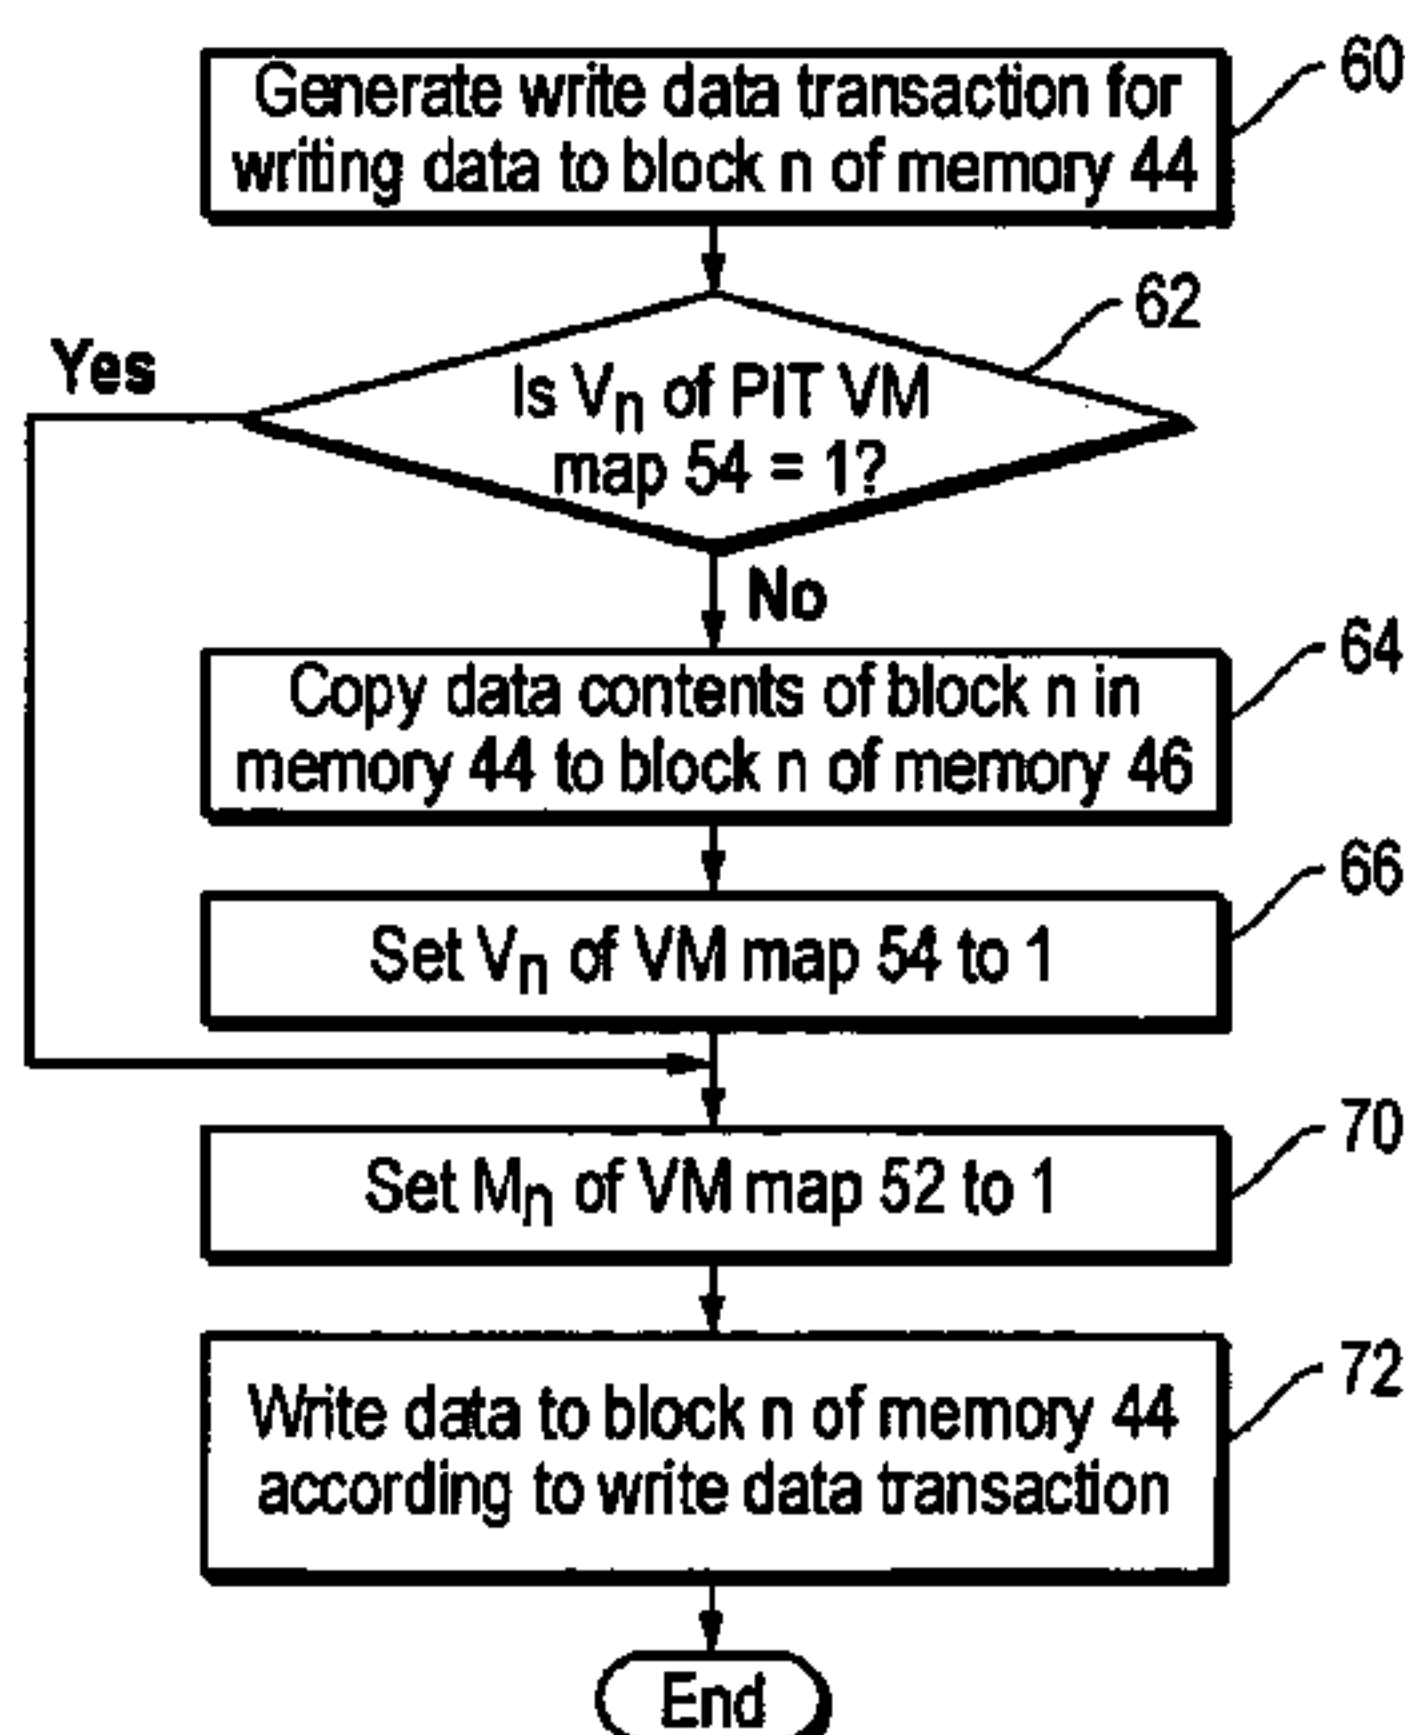 60
Generate write data transaction for
writing data to block n of memory 44
62
Yes
Is Vn of PIT VM
map 54 = 1?
No
64
Copy data contents of block n in
memory 44 to block n of memory 46
66
Set Vn of VM map 54 to 1
70
Set Mn of VM map 52 to 1
72
Write data to block n of memory 44
according to write data transaction
End